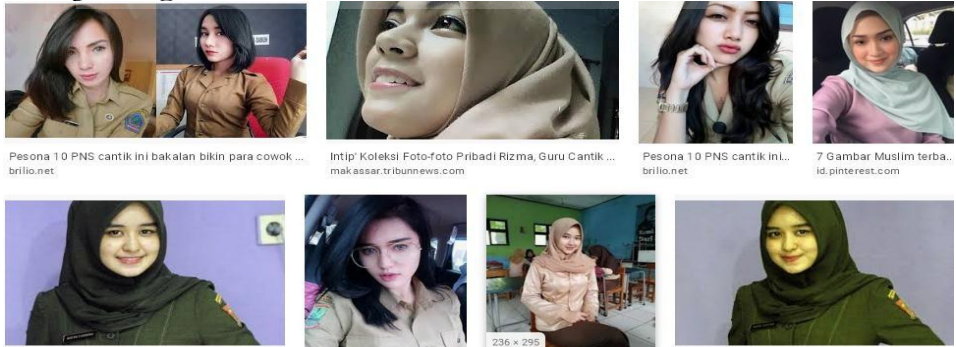 Pesona 10 PNS cantik ini bakalan bikin para cowok ...
brilio.net
Intip' Koleksi Foto-foto Pribadi Rizma, Guru Cantik ...
makassar.tribunnews.com
Pesona 10 PNS cantik ini...
brilio.net
7 Gambar Muslim terba...
id.pinterest.com
236 × 295